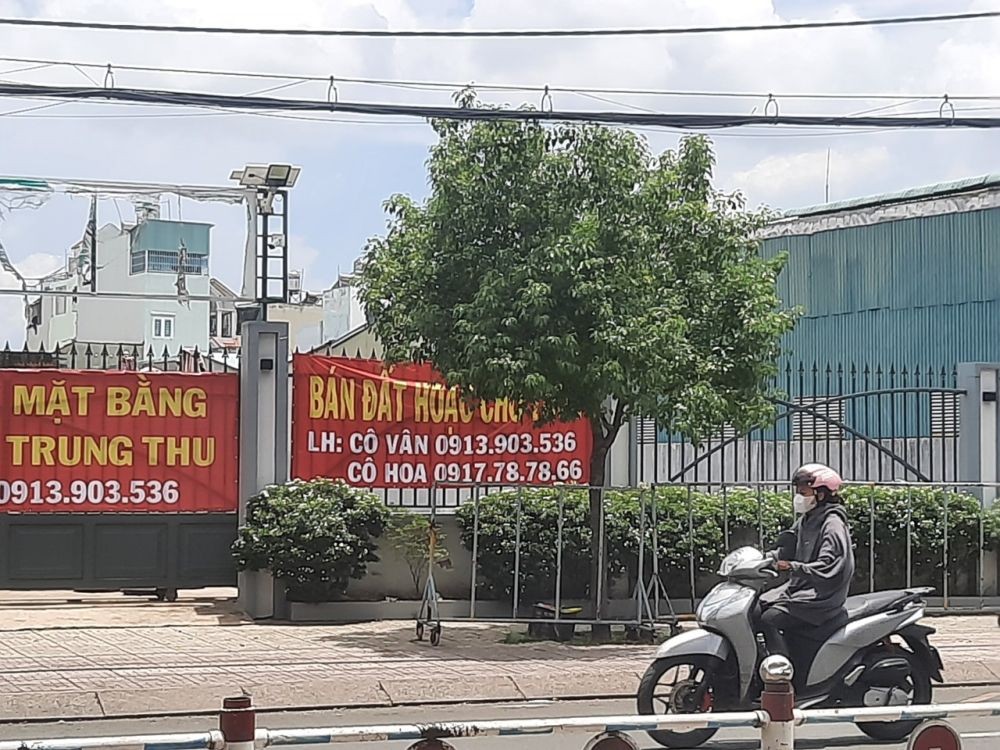 MẶT BẰNG
TRUNG THU
0913.903.536
BÁN ĐẤT HOẶC CHO
LH: CÔ VÂN 0913.903.536
CÔ HOA 0917.78.78.66